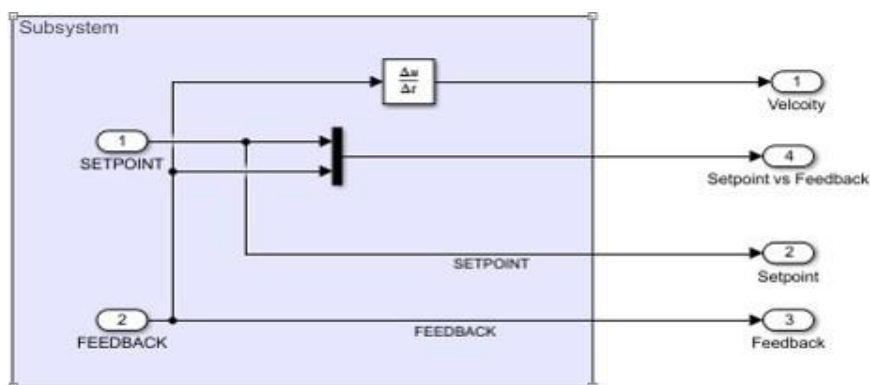 Subsystem
Δu
Δt
1
Velcoity
1
SETPOINT
4
Setpoint vs Feedback
2
Setpoint
SETPOINT
2
FEEDBACK
3
Feedback
FEEDBACK